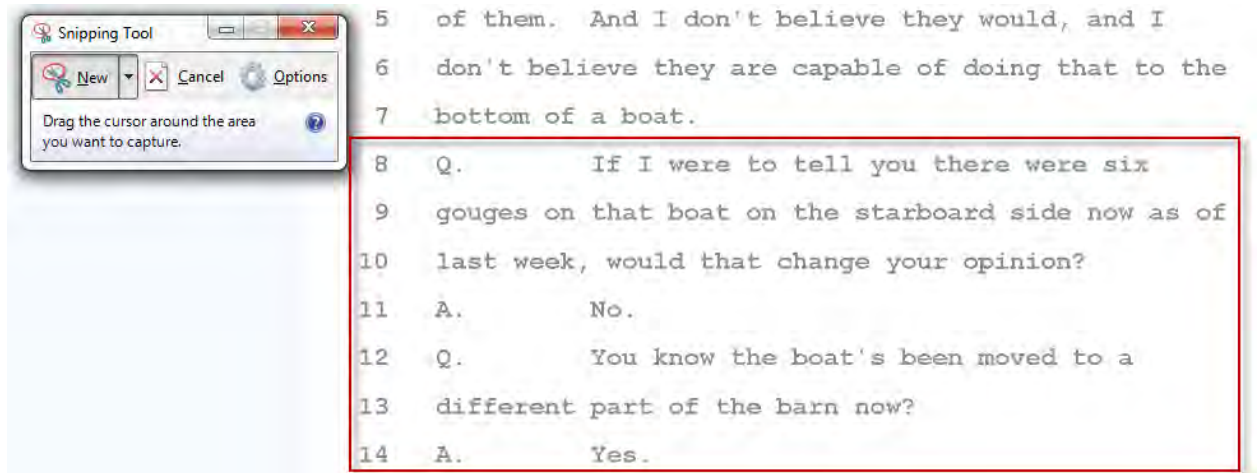 Snipping Tool
New Cancel Options
Drag the cursor around the area
you want to capture.
5 of them. And I don't believe they would, and I
6 don't believe they are capable of doing that to the
7 bottom of a boat.
8 Q. If I were to tell you there were six
9 gouges on that boat on the starboard side now as of
10 last week, would that change your opinion?
11 A. No.
12 Q. You know the boat's been moved to a
13 different part of the barn now?
14 A. Yes.